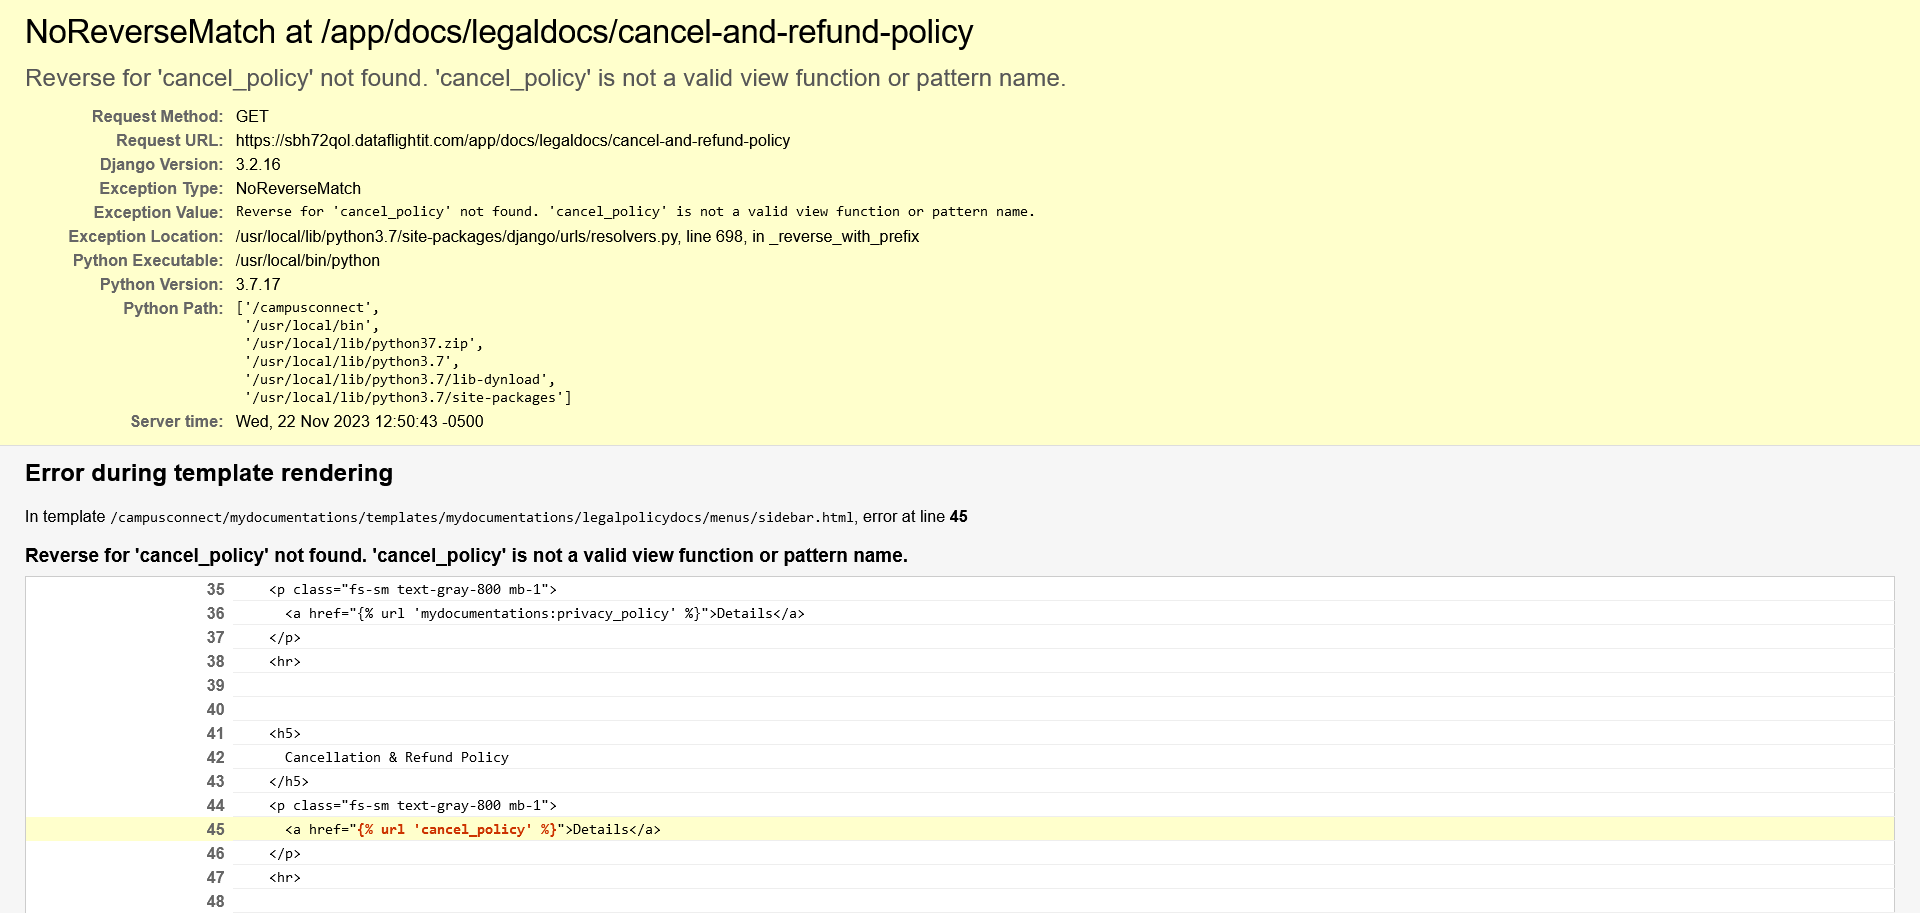 NoReverseMatch at /app/docs/legaldocs/cancel-and-refund-policy
Reverse for 'cancel_policy' not found. 'cancel_policy' is not a valid view function or pattern name.
Request Method: GET
Request URL: https://sbh72qol.dataflightit.com/app/docs/legaldocs/cancel-and-refund-policy
Django Version: 3.2.16
Exception Type: NoReverseMatch
Exception Value: Reverse for 'cancel_policy' not found. 'cancel_policy' is not a valid view function or pattern name.
Exception Location: /usr/local/lib/python3.7/site-packages/django/urls/resolvers.py, line 698, in _reverse_with_prefix
Python Executable: /usr/local/bin/python
Python Version: 3.7.17
Python Path: ['/campusconnect',
'/usr/local/bin',
'/usr/local/lib/python37.zip',
'/usr/local/lib/python3.7',
'/usr/local/lib/python3.7/lib-dynload',
'/usr/local/lib/python3.7/site-packages']
Server time: Wed, 22 Nov 2023 12:50:43 -0500
Error during template rendering
In template /campusconnect/mydocumentations/templates/mydocumentations/legalpolicydocs/menus/sidebar.html, error at line 45
Reverse for 'cancel_policy' not found. 'cancel_policy' is not a valid view function or pattern name.
35 <p class="fs-sm text-gray-800 mb-1">
36 <a href="{% url 'mydocumentations:privacy_policy' %}">Details</a>
37 </p>
38 <hr>
39
40
41 <h5>
42 Cancellation & Refund Policy
43 </h5>
44 <p class="fs-sm text-gray-800 mb-1">
45 <a href="{% url 'cancel_policy' %}">Details</a>
46 </p>
47 <hr>
48